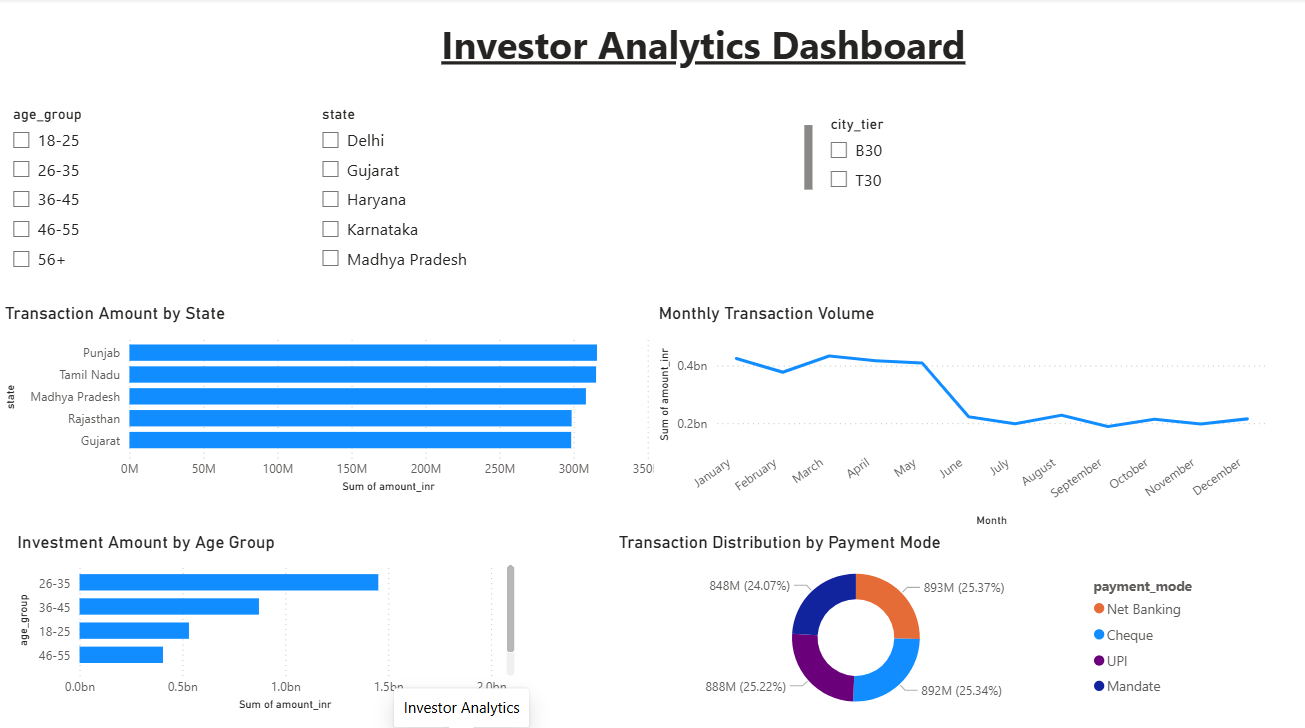 Investor Analytics Dashboard
age_group
18-25
26-35
36-45
46-55
56+
state
Delhi
Gujarat
Haryana
Karnataka
Madhya Pradesh
city_tier
B30
T30
Transaction Amount by State
state
Punjab
Tamil Nadu
Madhya Pradesh
Rajasthan
Gujarat
0M 50M 100M 150M 200M 250M 300M
Sum of amount_inr
Monthly Transaction Volume
Sum of amount_inr
0.4bn
0.2bn
January February March April May June July August September October November December
Month
Investment Amount by Age Group
age_group
26-35
36-45
18-25
46-55
0.0bn 0.5bn 1.0bn 1.5bn 2.0bn
Sum of amount_inr
Investor Analytics
Transaction Distribution by Payment Mode
848M (24.07%)
893M (25.37%)
888M (25.22%)
892M (25.34%)
payment_mode
Net Banking
Cheque
UPI
Mandate